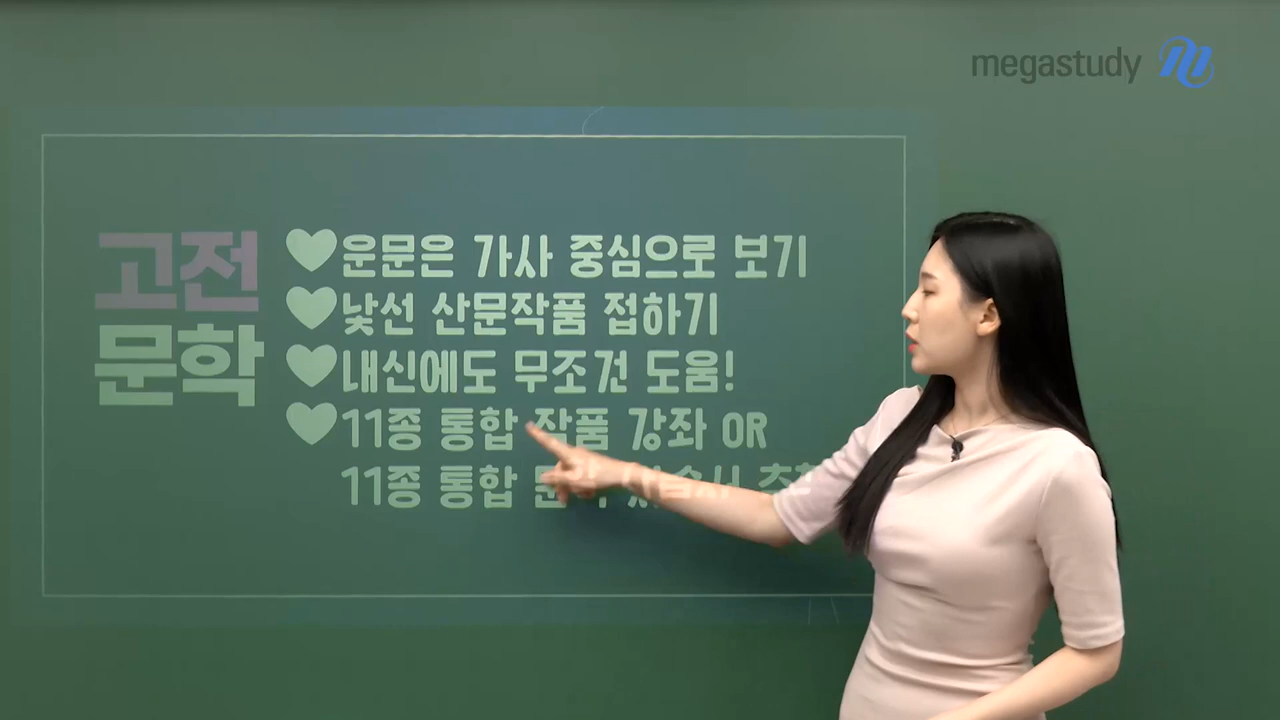 megastudy
고전
문학
운문은 가사 중심으로 보기
낯선 산문작품 접하기
내신에도 무조건 도움!
11종 통합 작품 강좌 OR
11종 통합